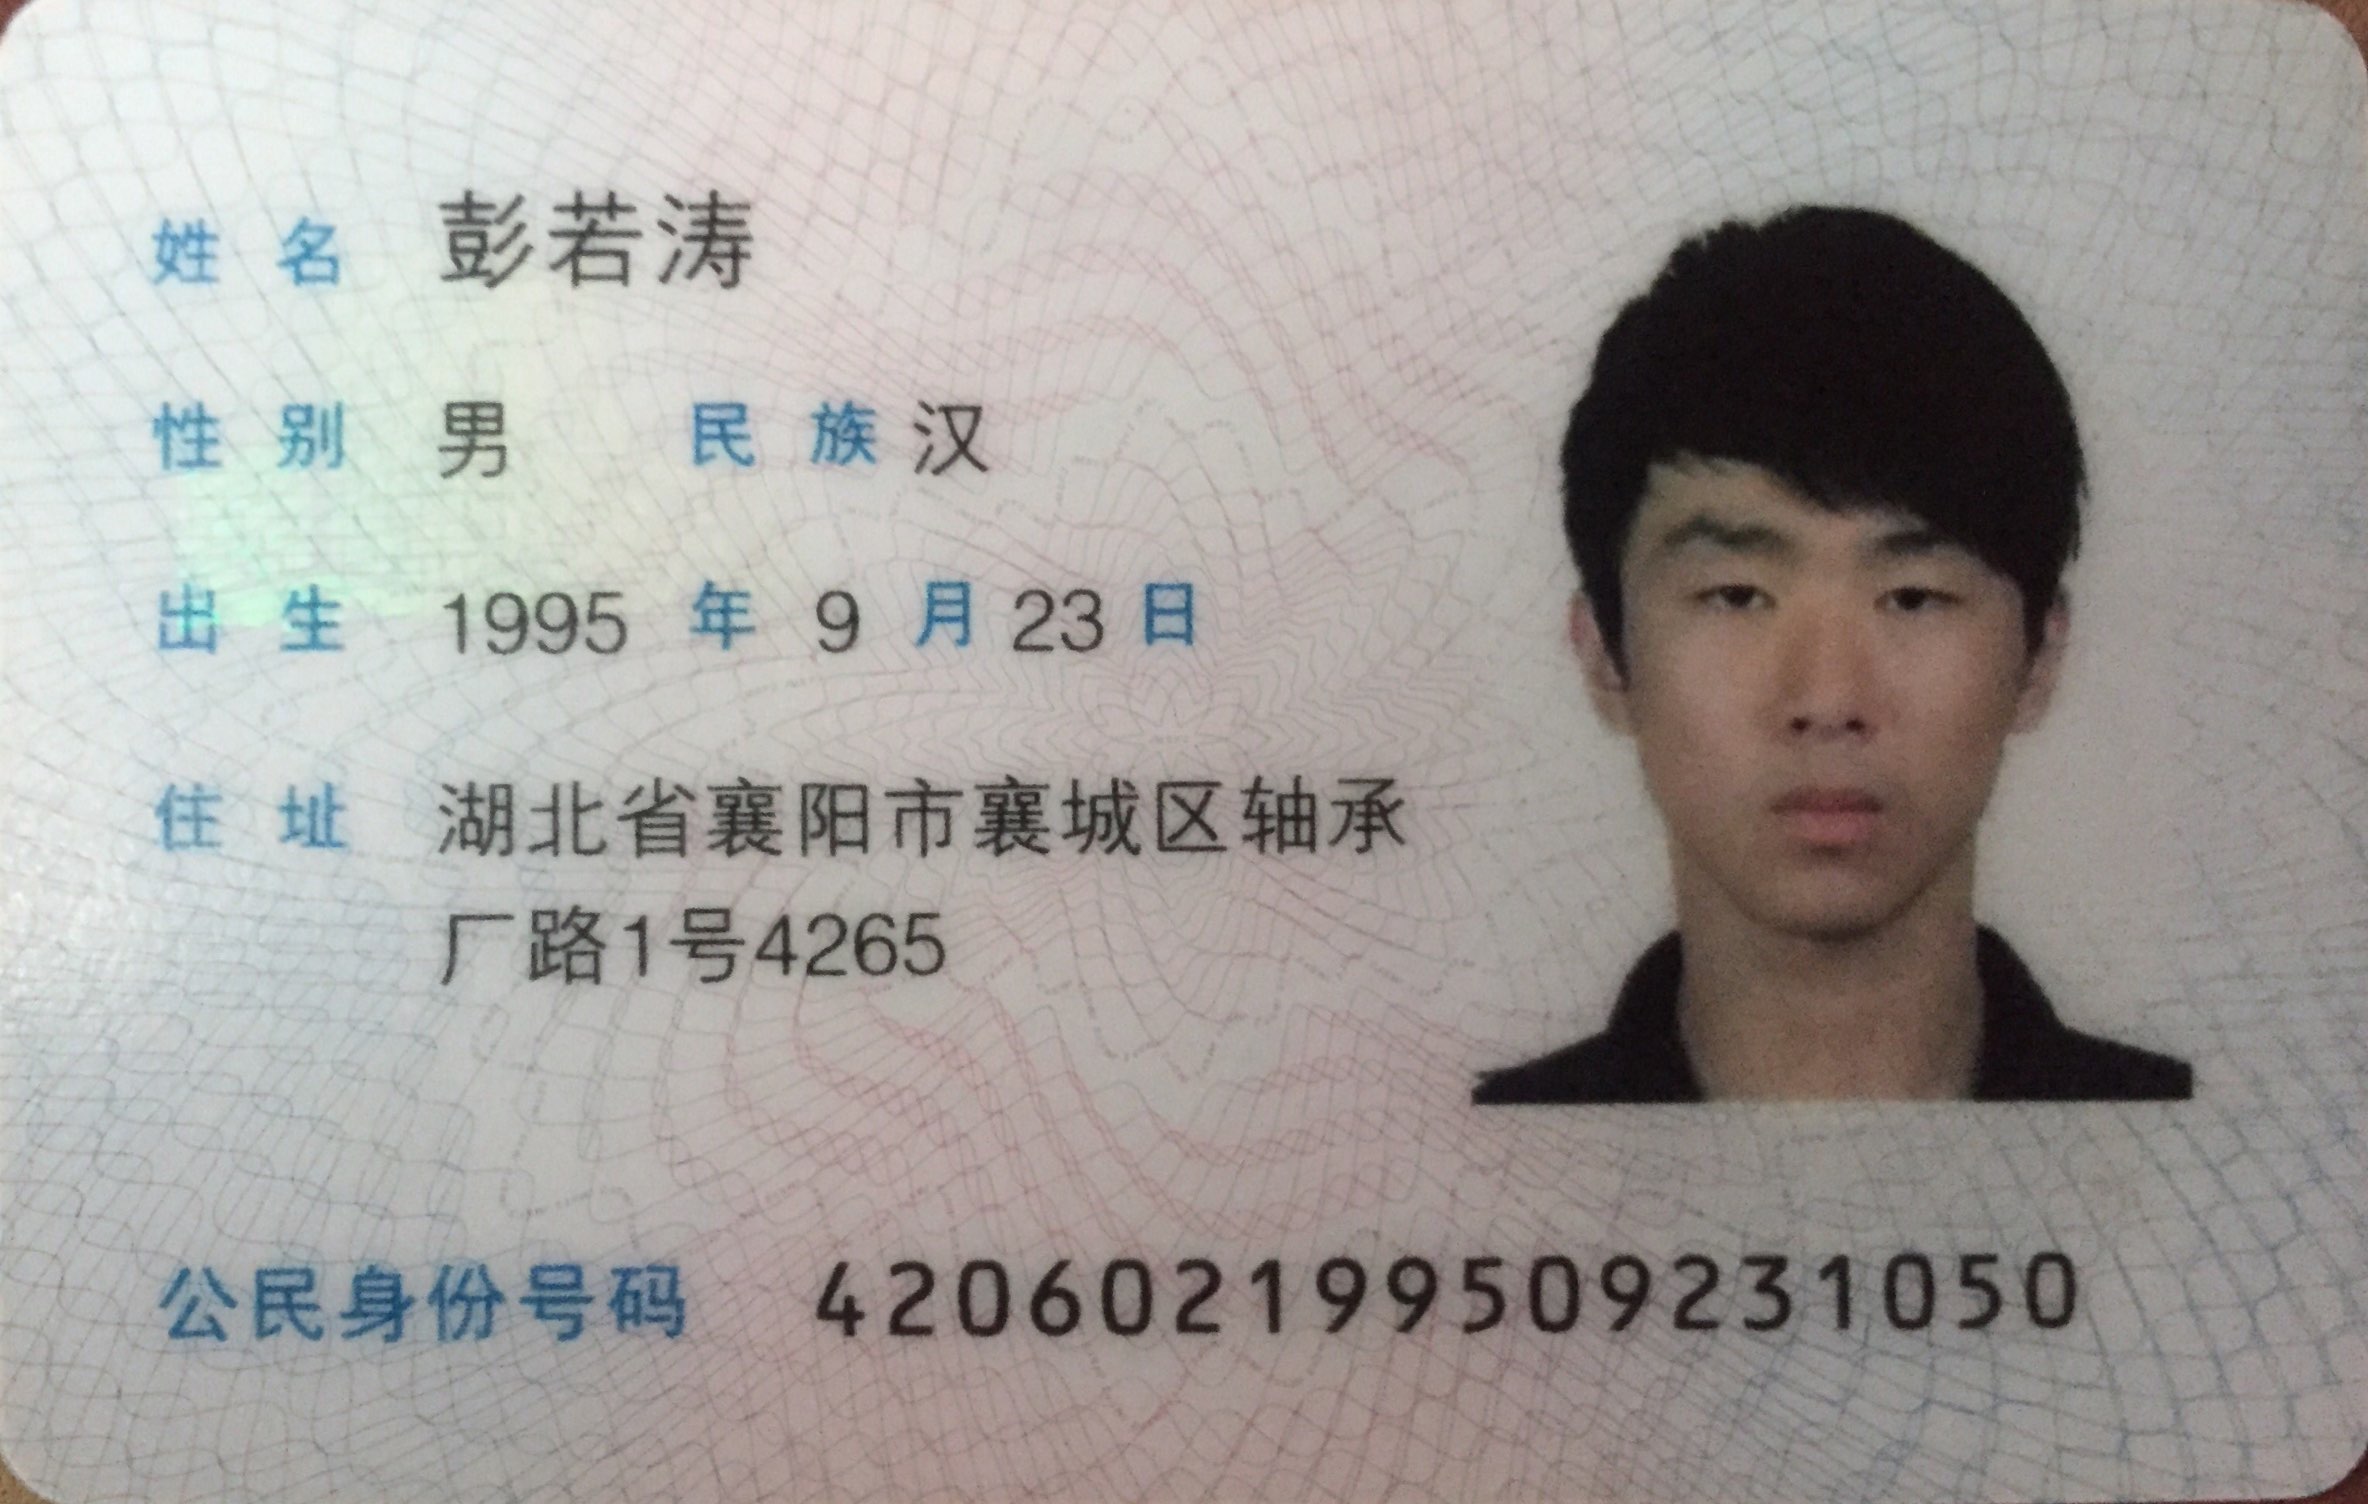 姓名 彭若涛
性别 男 民族 汉
出生 1995 年 9 月 23 日
住址 湖北省襄阳市襄城区轴承
厂路1号4265
公民身份号码 420602199509231050